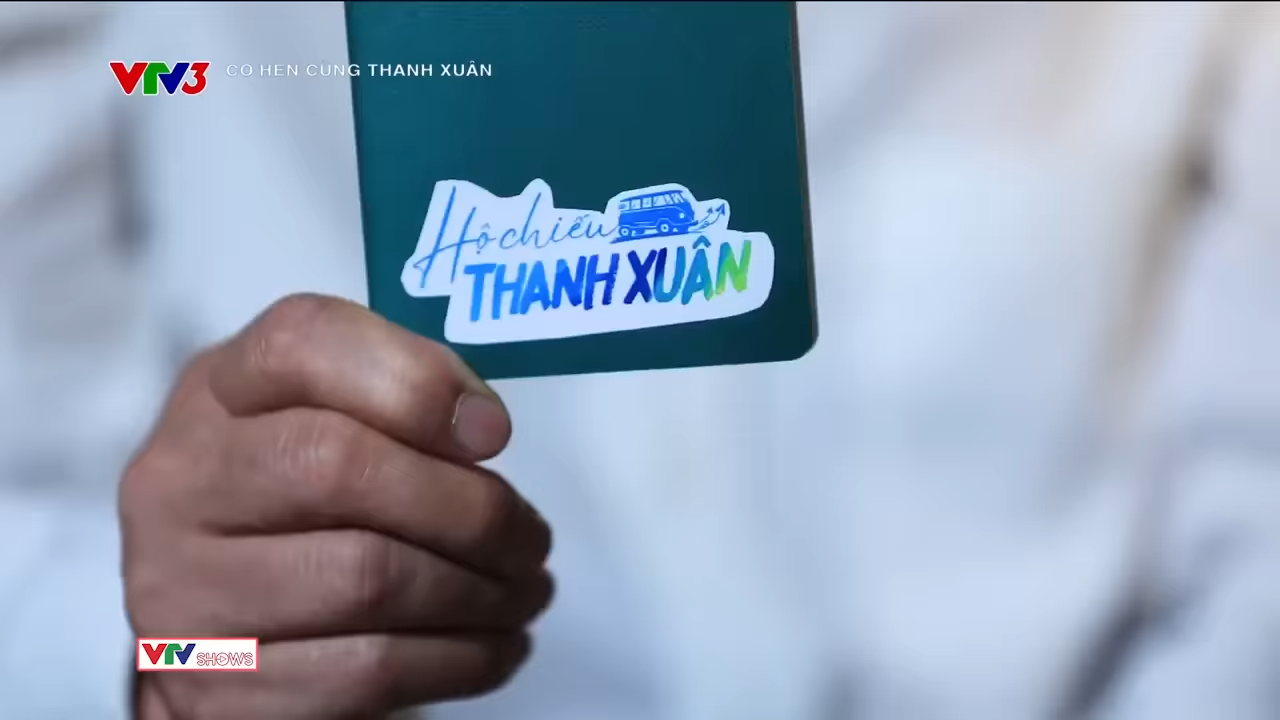 VTV3 CÓ HẸN CÙNG THANH XUÂN
Hộ chiếu
THANH XUÂN
VTV SHOWS